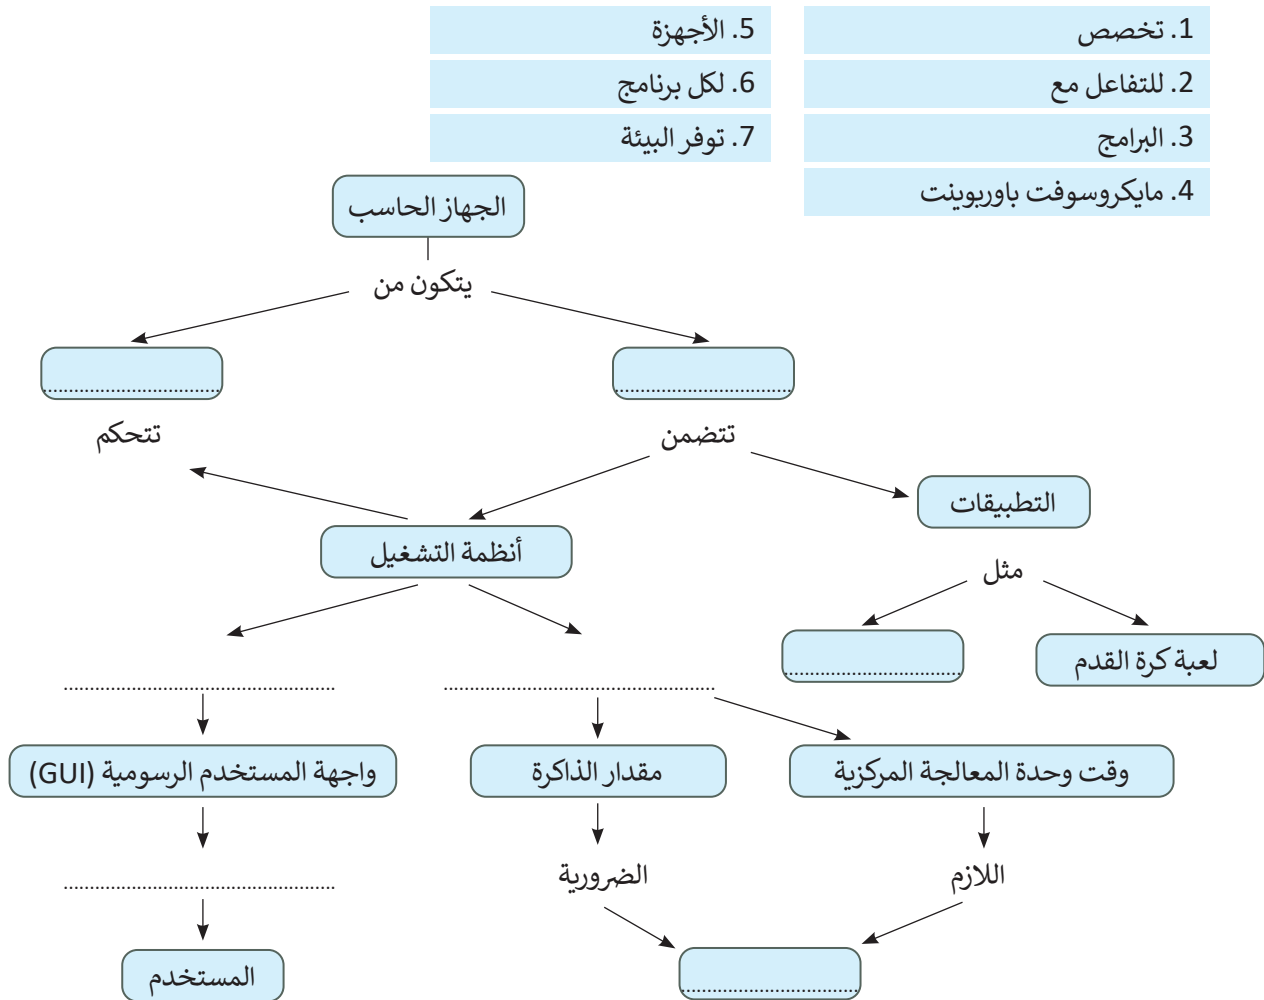 1. تخصص
2. للتفاعل مع
3. البرامج
4. مايكروسوفت باوربوينت
5. الأجهزة
6. لكل برنامج
7. توفر البيئة
الجهاز الحاسب
يتكون من
تتضمن
تتحكم
التطبيقات
أنظمة التشغيل
مثل
لعبة كرة القدم
وقت وحدة المعالجة المركزية
مقدار الذاكرة
واجهة المستخدم الرسومية (GUI)
اللازم
الضرورية
المستخدم